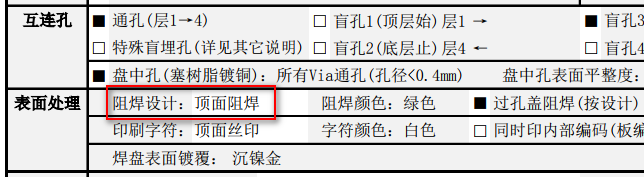 互连孔 ■ 通孔(层1→4) □ 盲孔1(顶层始)层1 → ■ 盲孔3
□ 特殊盲埋孔(详见其它说明) □ 盲孔2(底层止)层4 ← □ 盲孔4
■ 盘中孔(塞树脂镀铜): 所有Via通孔(孔径<0.4mm) 盘中孔表面平整度:
表面处理 阻焊设计: 顶面阻焊 阻焊颜色: 绿色 ■ 过孔盖阻焊(按设计)
印刷字符: 顶面丝印 字符颜色: 白色 □ 同时印内部编码(板编
焊盘表面镀覆: 沉镍金